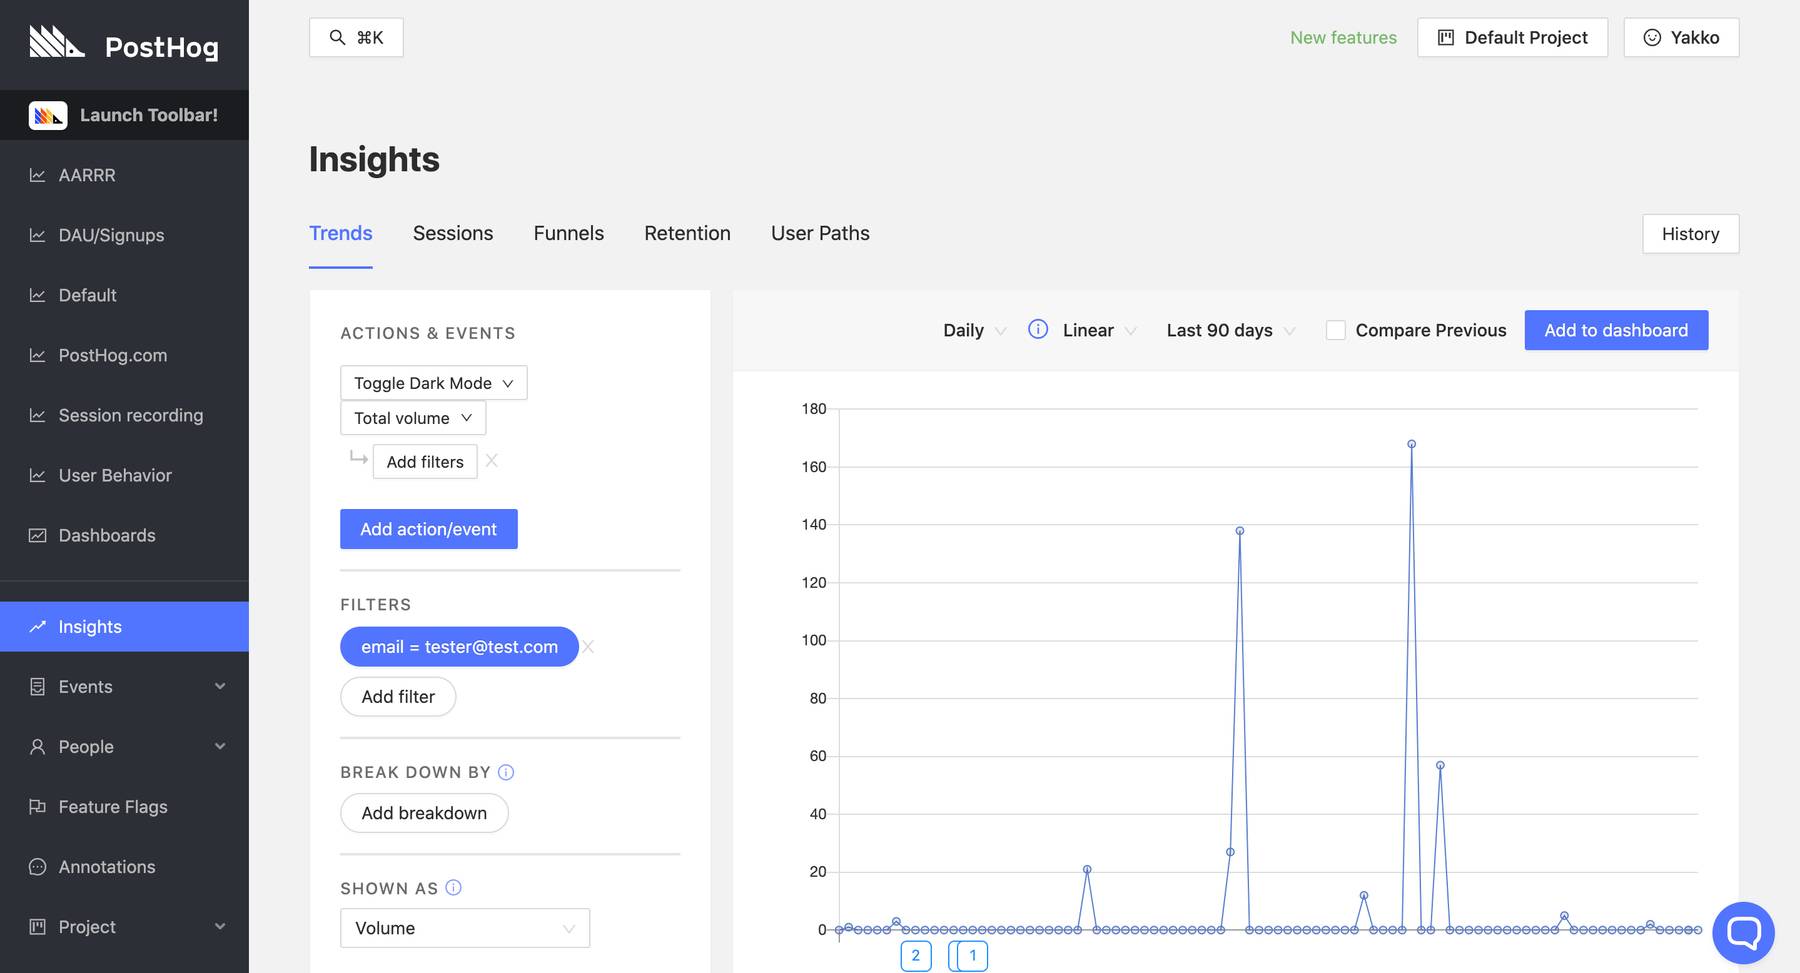 PostHog
⌘K
New features
Default Project
Yakko
Launch Toolbar!
AARRR
DAU/Signups
Default
PostHog.com
Session recording
User Behavior
Dashboards
Insights
Events
People
Feature Flags
Annotations
Project
Insights
Trends
Sessions
Funnels
Retention
User Paths
History
ACTIONS & EVENTS
Toggle Dark Mode
Total volume
Add filters
Add action/event
FILTERS
email = tester@test.com
Add filter
BREAK DOWN BY
Add breakdown
SHOWN AS
Volume
Daily
Linear
Last 90 days
Compare Previous
Add to dashboard
180
160
140
120
100
80
60
40
20
0
2
1